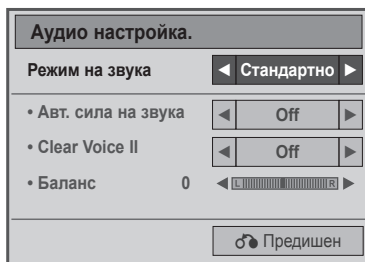 Аудио настройка.
Режим на звука ◀ Стандартно ▶
• Авт. сила на звука ◀ Off ▶
• Clear Voice II ◀ Off ▶
• Баланс 0 ◀ L R ▶
Предишен